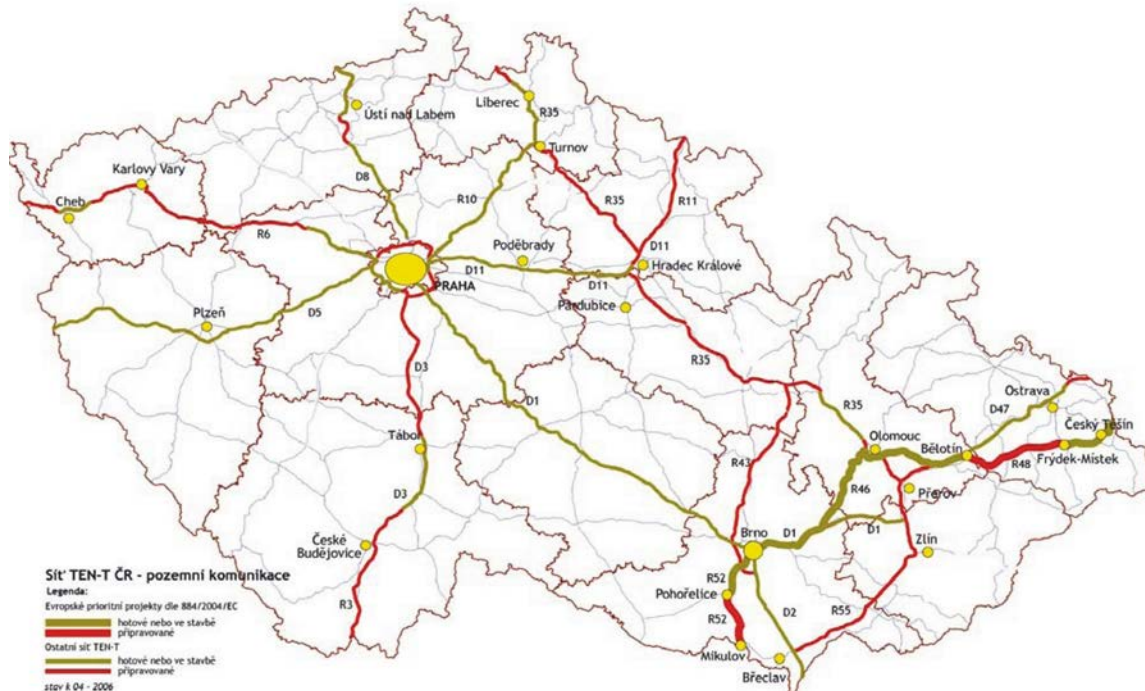 Liberec
R35
Ústí nad Labem
Turnov
Karlovy Vary
D8
Cheb
R10
R35
R11
R6
Poděbrady
D11
D11
Hradec Králové
D11
PRAHA
Pardubice
Plzeň
D5
D3
R35
D1
Ostrava
D47
Tábor
R35
Olomouc
Český Těšín
Bělotín
Frýdek-Místek
R43
R48
R46
Přerov
D3
Brno
D1
D1
České
Budějovice
Zlín
Síť TEN-T ČR - pozemní komunikace
Legenda:
Evropské prioritní projekty dle 884/2004/EC
hotové nebo ve stavbě
připravované
Ostatní síť TEN-T
hotové nebo ve stavbě
připravované
stav k 04 - 2006
R3
R52
Pohořelice
R52
D2
R55
Mikulov
Břeclav